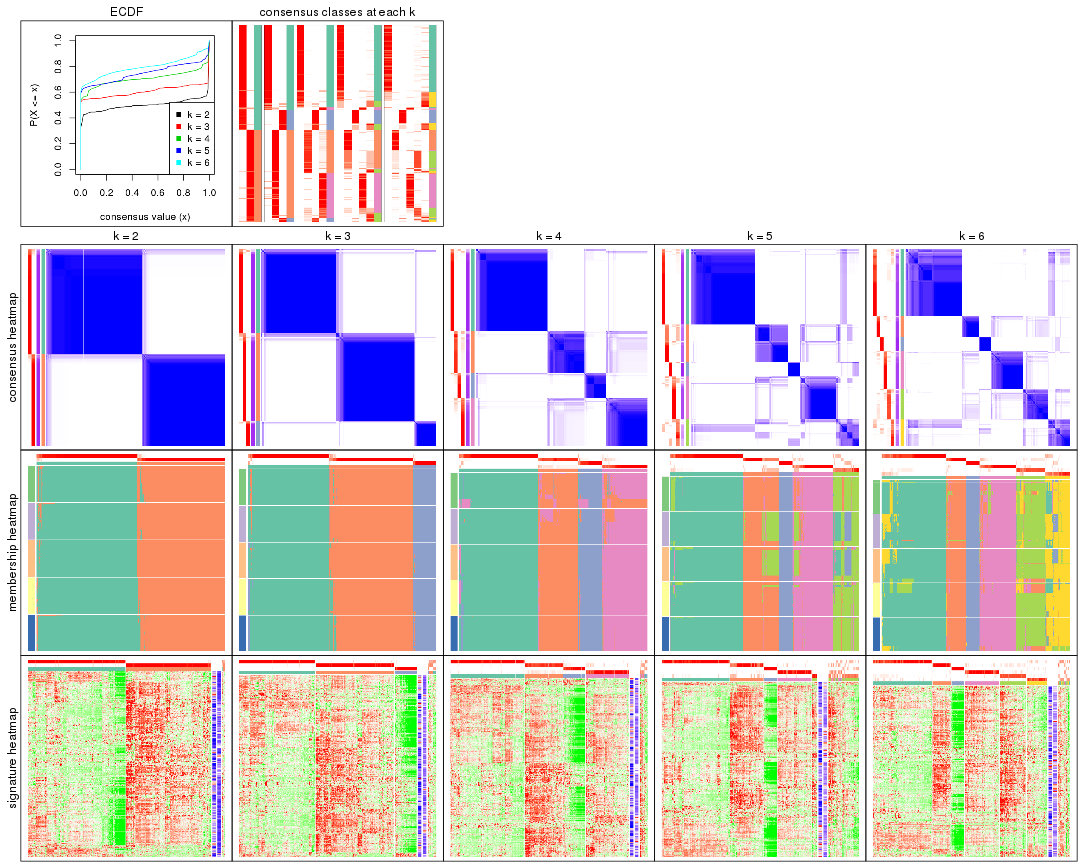 ECDF
consensus classes at each k
P(X <= x)
0.0 0.2 0.4 0.6 0.8 1.0
k = 2
k = 3
k = 4
k = 5
k = 6
0.0 0.2 0.4 0.6 0.8 1.0
consensus value (x)
k = 2
k = 3
k = 4
k = 5
k = 6
consensus heatmap
membership heatmap
signature heatmap